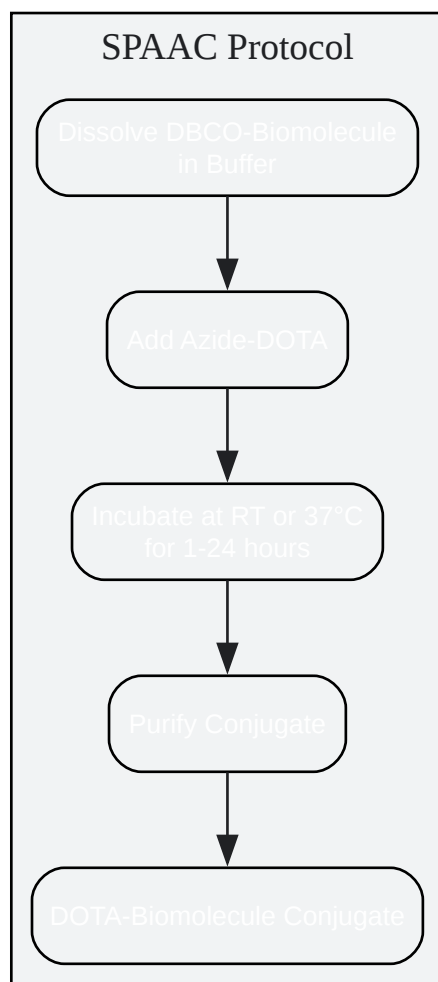 SPAAC Protocol
Dissolve DBCO-Biomolecule
in Buffer
Add Azide-DOTA
Incubate at RT or 37°C
for 1-24 hours
Purify Conjugate
DOTA-Biomolecule Conjugate